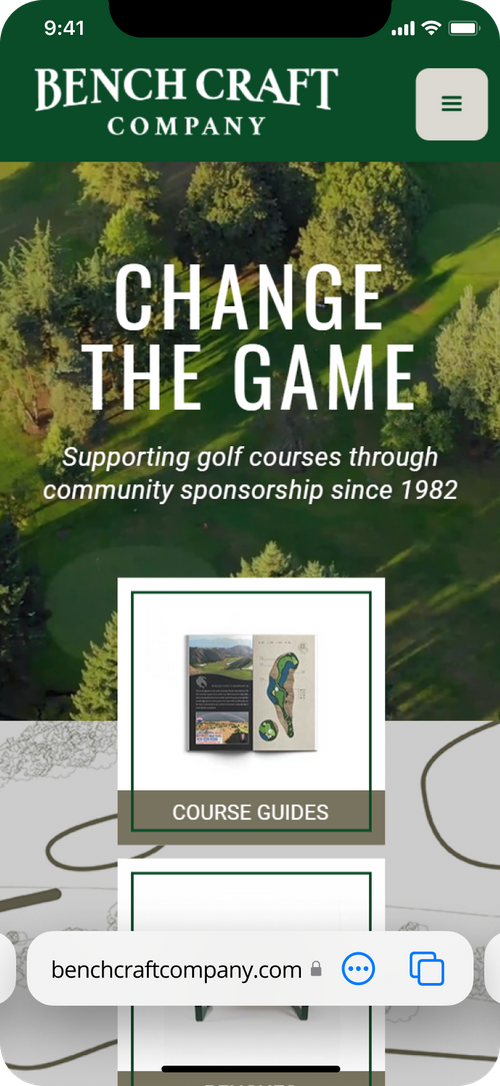 9:41
BENCH CRAFT
COMPANY
CHANGE
THE GAME
Supporting golf courses through
community sponsorship since 1982
COURSE GUIDES
benchcraftcompany.com